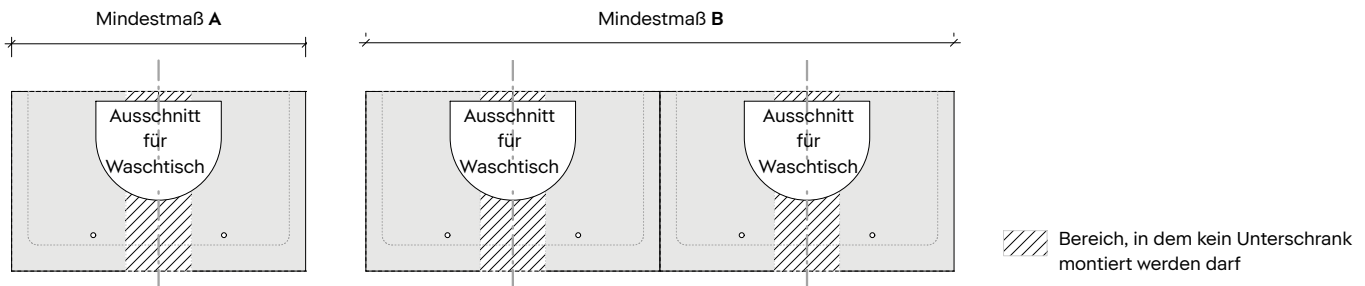 Mindestmaß A
Mindestmaß B
Ausschnitt
für
Waschtisch
Ausschnitt
für
Waschtisch
Ausschnitt
für
Waschtisch
Bereich, in dem kein Unterschrank
montiert werden darf